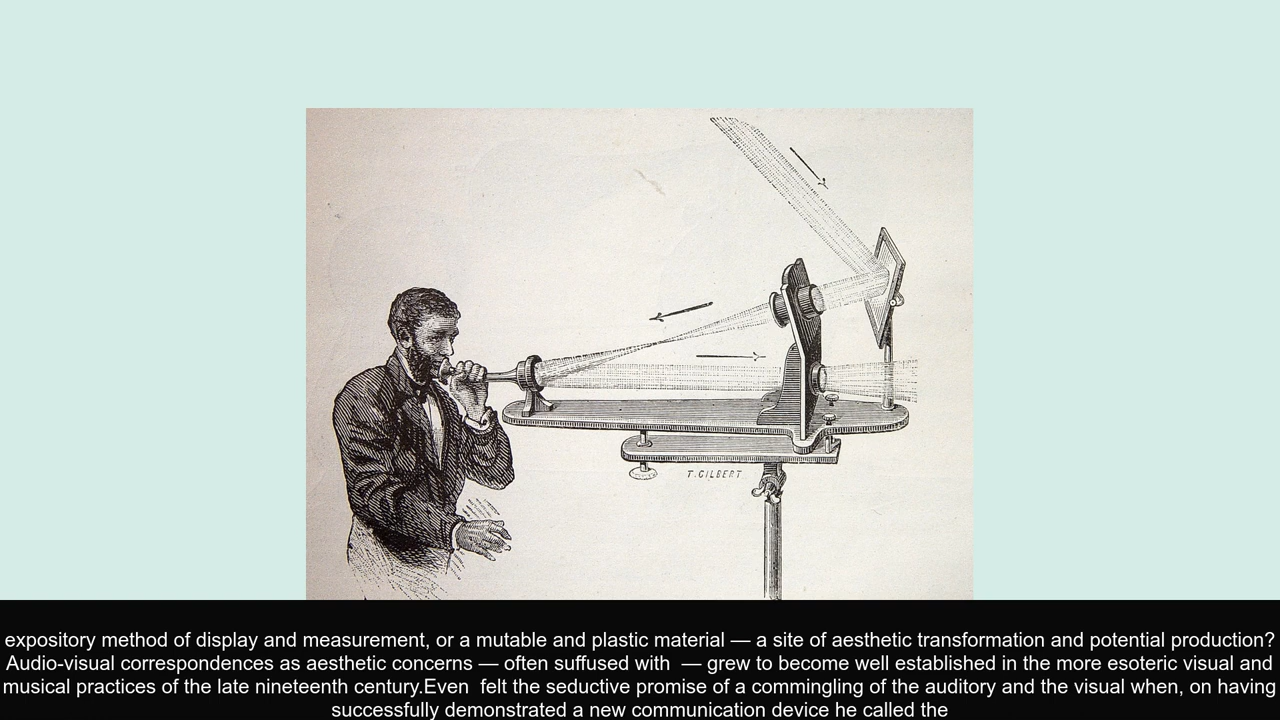 T. GILBERT
expository method of display and measurement, or a mutable and plastic material — a site of aesthetic transformation and potential production?
Audio-visual correspondences as aesthetic concerns — often suffused with  — grew to become well established in the more esoteric visual and
musical practices of the late nineteenth century.Even  felt the seductive promise of a commingling of the auditory and the visual when, on having
successfully demonstrated a new communication device he called the